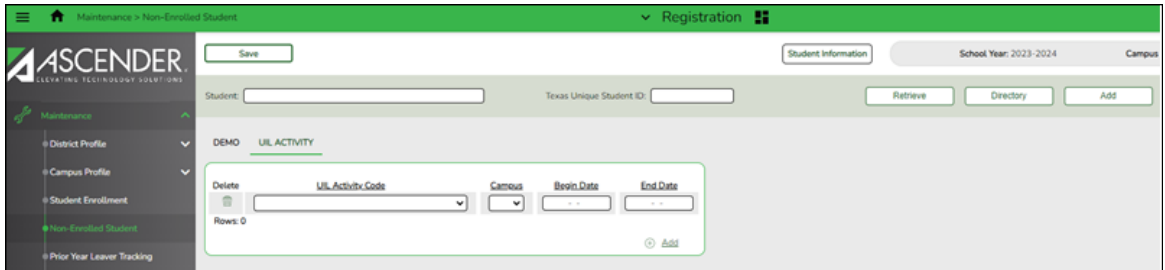 Maintenance > Non-Enrolled Student
Registration
ASCENDER.
ELEVATING TECHNOLOGY SOLUTIONS
Save
Student Information
School Year: 2023-2024
Campus
Student:
Texas Unique Student ID:
Retrieve
Directory
Add
Maintenance
District Profile
Campus Profile
Student Enrollment
Non-Enrolled Student
Prior Year Leaver Tracking
DEMO
UIL ACTIVITY
Delete
UIL Activity Code
Campus
Begin Date
End Date
- -
- -
Rows: 0
Add